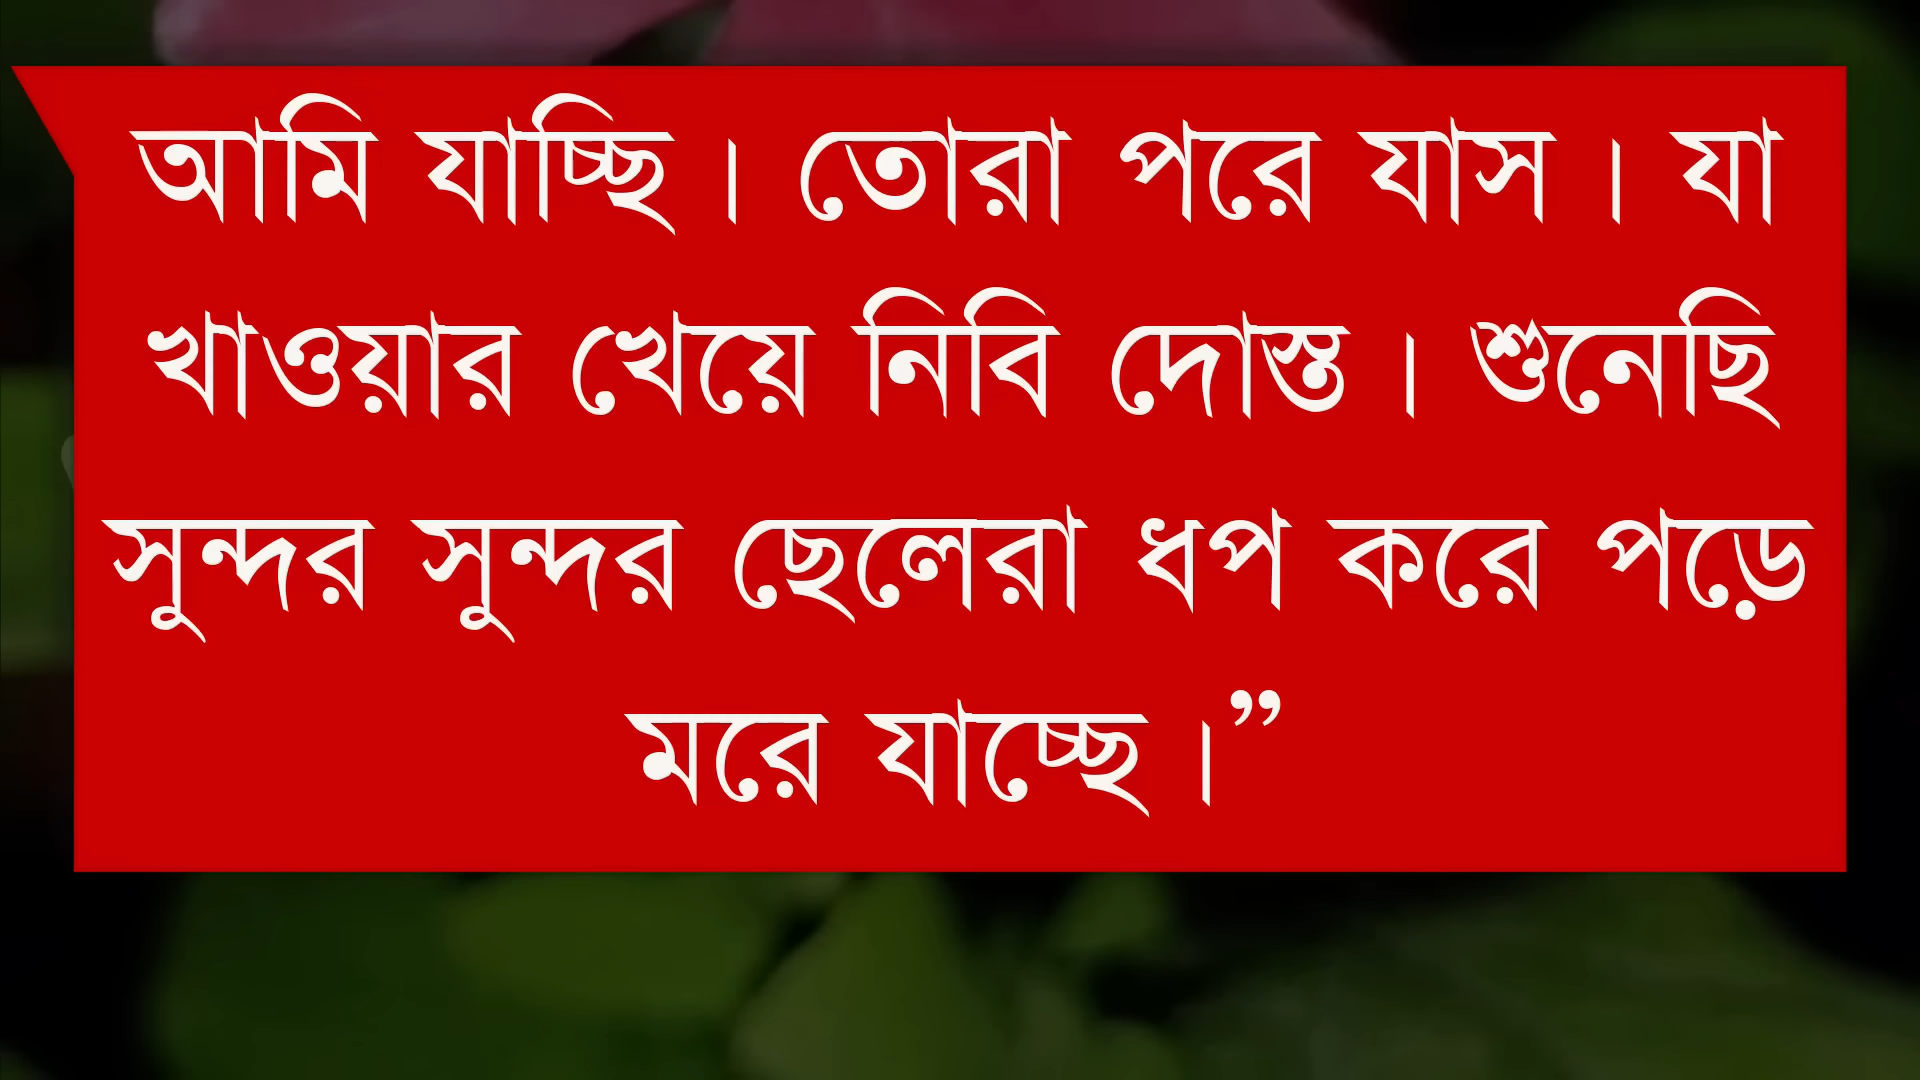 আমি যাচ্ছি। তোরা পরে যাস। যা
খাওয়ার খেয়ে নিবি দোস্ত। শুনেছি
সুন্দর সুন্দর ছেলেরা ধপ করে পড়ে
মরে যাচ্ছে।”